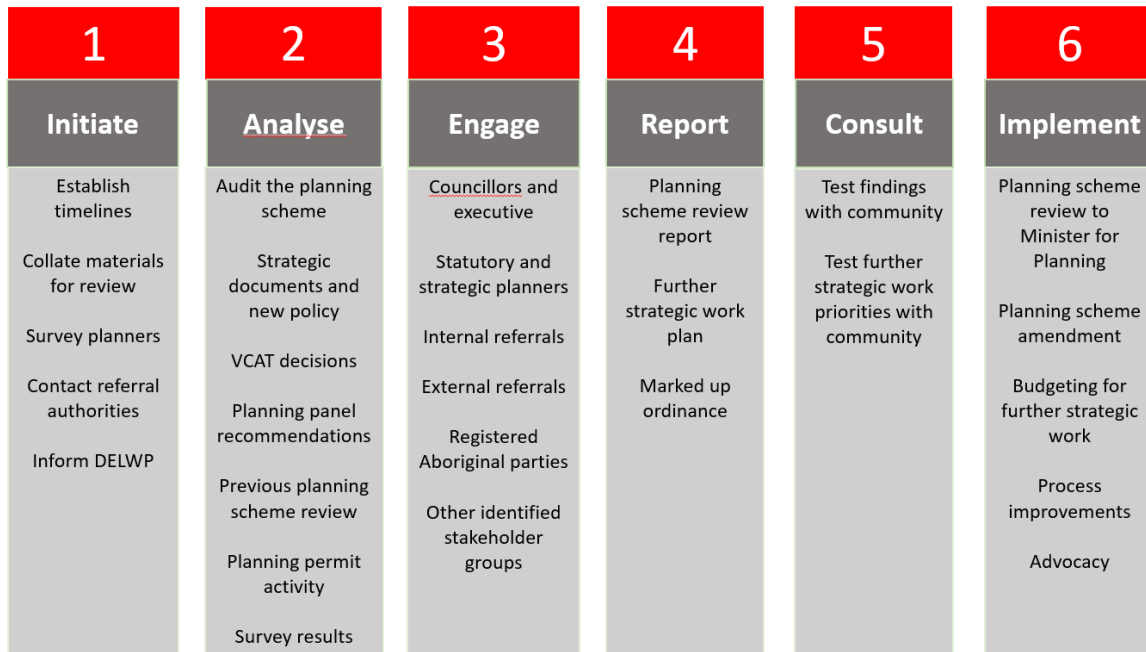 1
Initiate
Establish
timelines
Collate materials
for review
Survey planners
Contact referral
authorities
Inform DELWP
2
Analyse
Audit the planning
scheme
Strategic
documents and
new policy
VCAT decisions
Planning panel
recommendations
Previous planning
scheme review
Planning permit
activity
Survey results
3
Engage
Councillors and
executive
Statutory and
strategic planners
Internal referrals
External referrals
Registered
Aboriginal parties
Other identified
stakeholder
groups
4
Report
Planning
scheme review
report
Further
strategic work
plan
Marked up
ordinance
5
Consult
Test findings
with community
Test further
strategic work
priorities with
community
6
Implement
Planning scheme
review to
Minister for
Planning
Planning scheme
amendment
Budgeting for
further strategic
work
Process
improvements
Advocacy